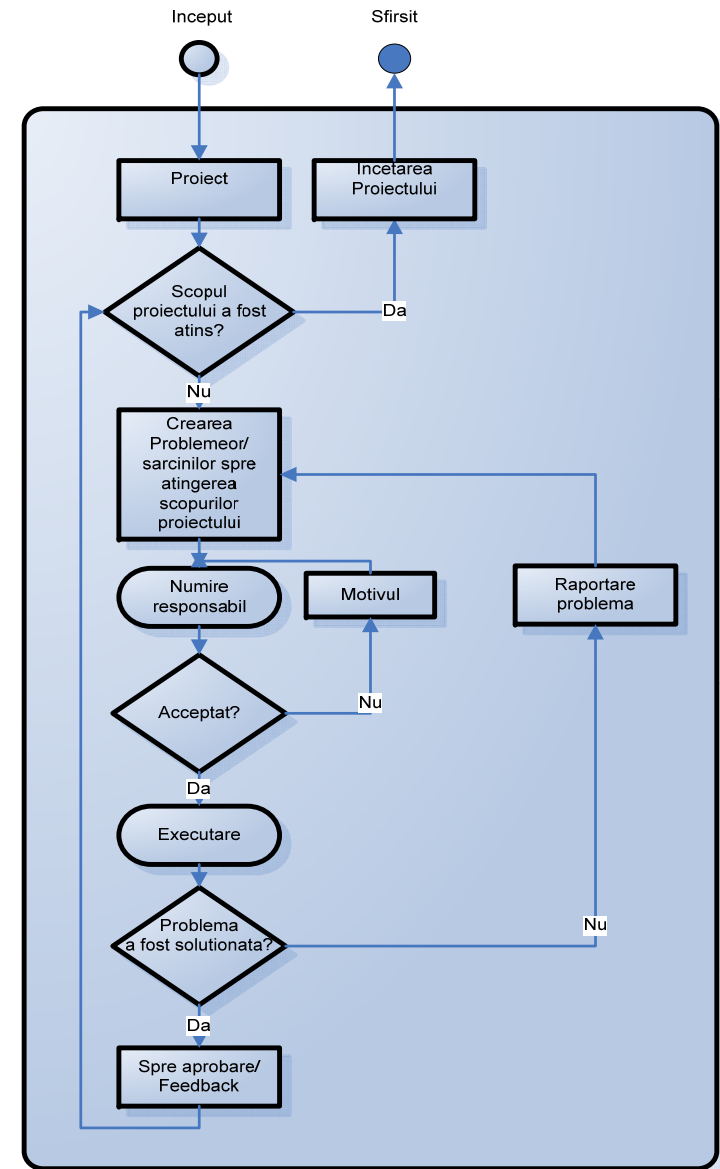 Inceput
Sfirsit
Proiect
Incetarea
Proiectului
Scopul
proiectului a fost
atins?
Da
Nu
Crearea
Problemeor/
sarcinilor spre
atingerea
scopurilor
proiectului
Numire
responsabil
Motivul
Raportare
problema
Acceptat?
Nu
Da
Executare
Problema
a fost solutionata?
Nu
Da
Spre aprobare/
Feedback